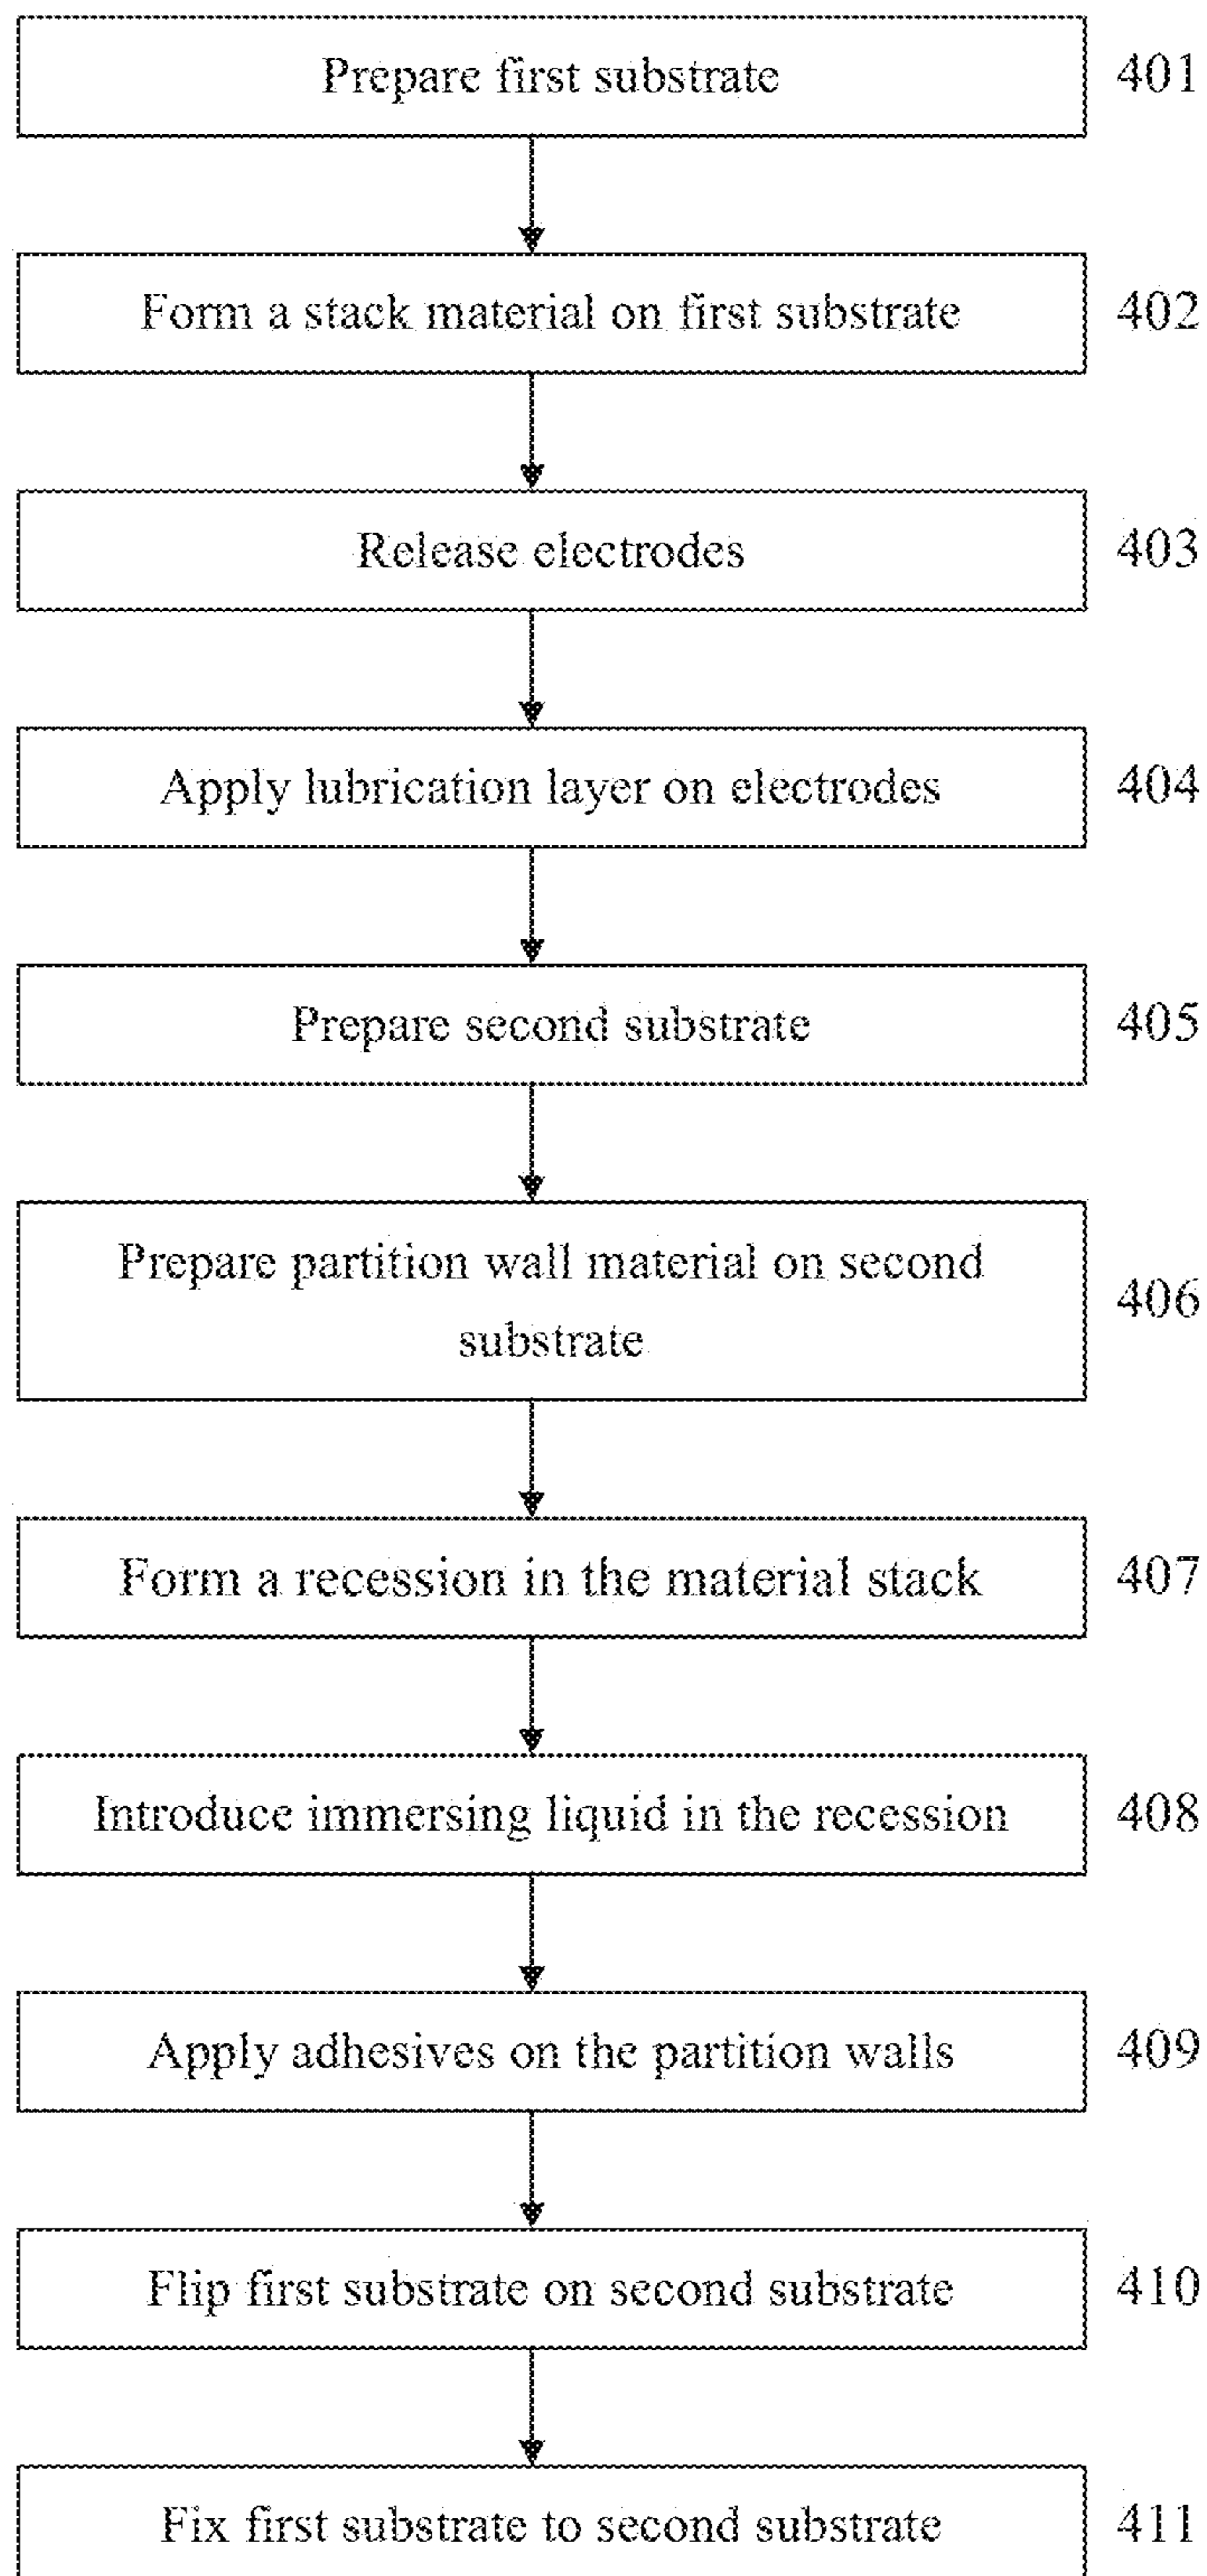 Prepare first substrate 401
Form a stack material on first substrate 402
Release electrodes 403
Apply lubrication layer on electrodes 404
Prepare second substrate 405
Prepare partition wall material on second
substrate
406
Form a recession in the material stack 407
Introduce immersing liquid in the recession 408
Apply adhesives on the partition walls 409
Flip first substrate on second substrate 410
Fix first substrate to second substrate 411